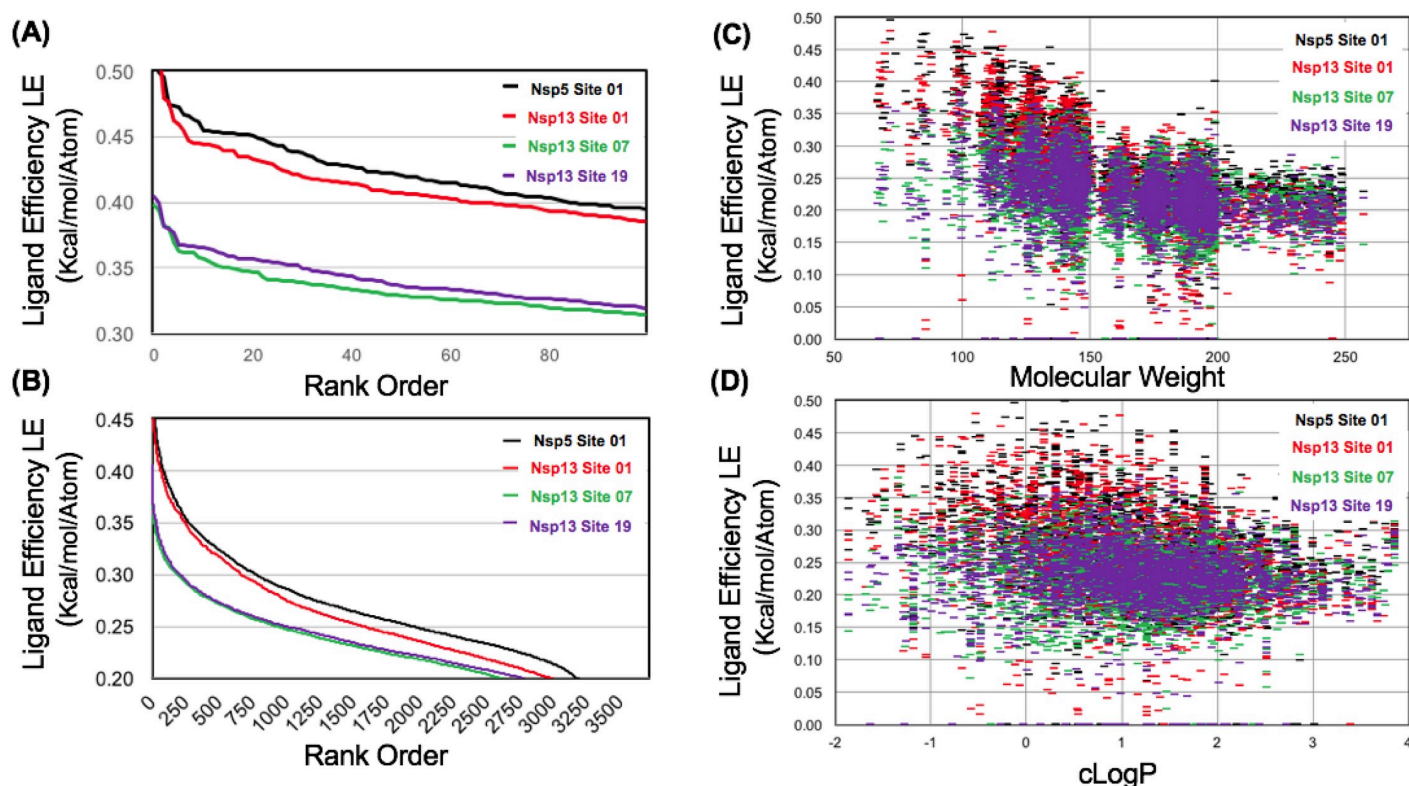 (A)
Ligand Efficiency LE
(Kcal/mol/Atom)
0.50
0.45
0.40
0.35
0.30
Nsp5 Site 01
Nsp13 Site 01
Nsp13 Site 07
Nsp13 Site 19
0 20 40 60 80
Rank Order
(B)
Ligand Efficiency LE
(Kcal/mol/Atom)
0.45
0.40
0.35
0.30
0.25
0.20
Nsp5 Site 01
Nsp13 Site 01
Nsp13 Site 07
Nsp13 Site 19
0 250 500 750 1000 1250 1500 1750 2000 2250 2500 2750 3000 3250 3500
Rank Order
(C)
Ligand Efficiency LE
(Kcal/mol/Atom)
0.50
0.45
0.40
0.35
0.30
0.25
0.20
0.15
0.10
0.05
0.00
Nsp5 Site 01
Nsp13 Site 01
Nsp13 Site 07
Nsp13 Site 19
50 100 150 200 250
Molecular Weight
(D)
Ligand Efficiency LE
(Kcal/mol/Atom)
0.50
0.45
0.40
0.35
0.30
0.25
0.20
0.15
0.10
0.05
0.00
Nsp5 Site 01
Nsp13 Site 01
Nsp13 Site 07
Nsp13 Site 19
-2 -1 0 1 2 3 4
cLogP